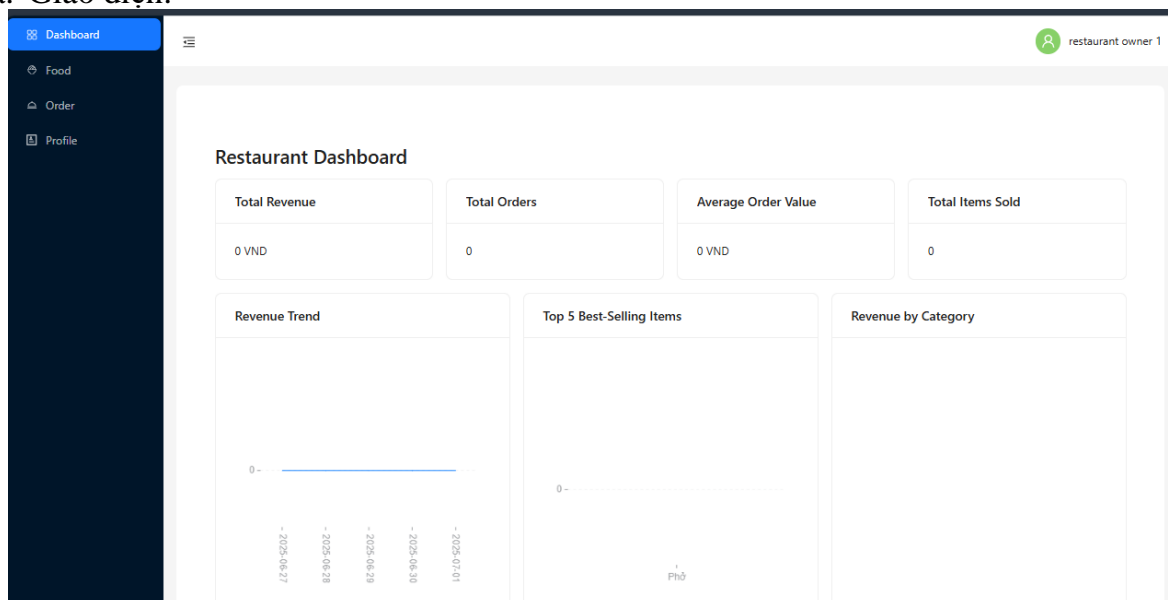 Giao diện:
Dashboard
Food
Order
Profile
restaurant owner 1
Restaurant Dashboard
Total Revenue
0 VND
Total Orders
0
Average Order Value
0 VND
Total Items Sold
0
Revenue Trend
0
2025-06-27
2025-06-28
2025-06-29
2025-06-30
2025-07-01
Top 5 Best-Selling Items
0
Phở
Revenue by Category